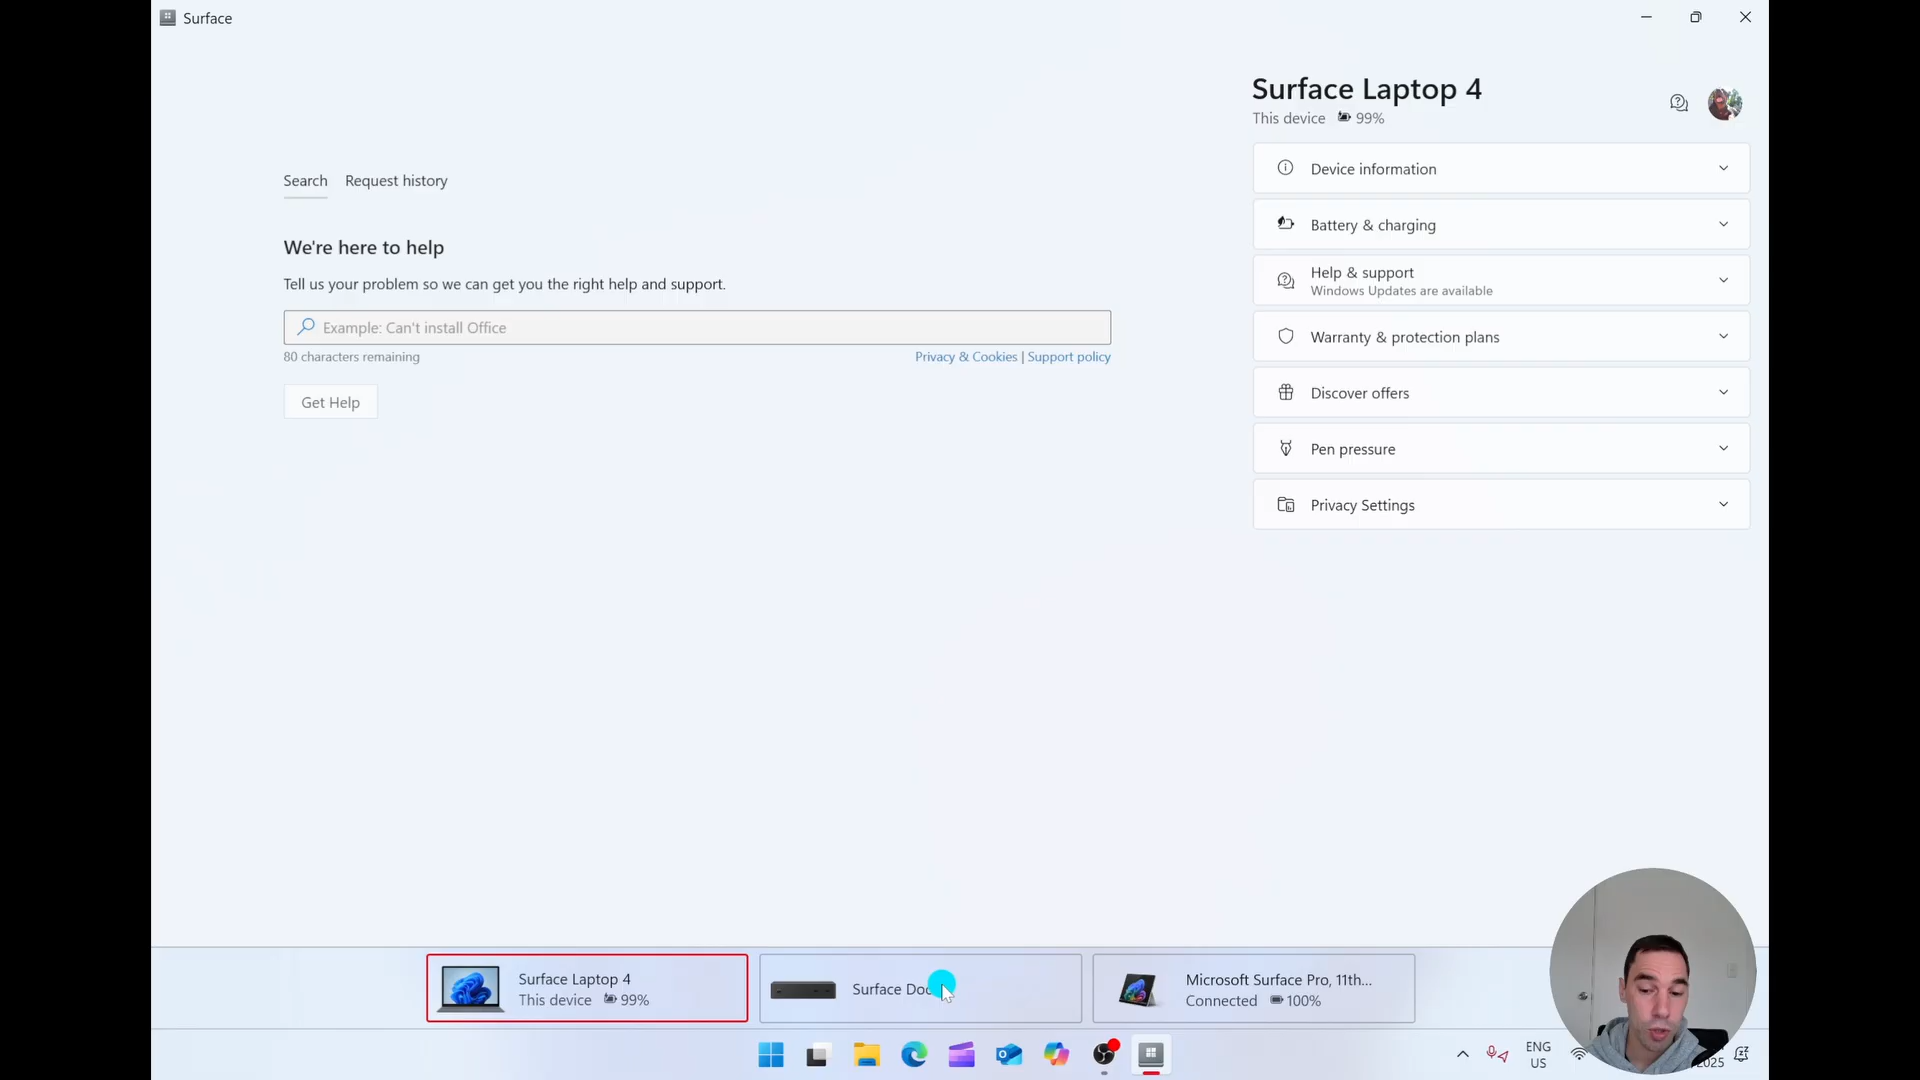 Surface
Surface Laptop 4
This device 99%
Search Request history
We're here to help
Tell us your problem so we can get you the right help and support.
Example: Can't install Office
80 characters remaining
Privacy & Cookies | Support policy
Get Help
Device information
Battery & charging
Help & support
Windows Updates are available
Warranty & protection plans
Discover offers
Pen pressure
Privacy Settings
Surface Laptop 4
This device 99%
Surface
Microsoft Surface Pro, 11th...
Connected 100%
ENG
US
2025